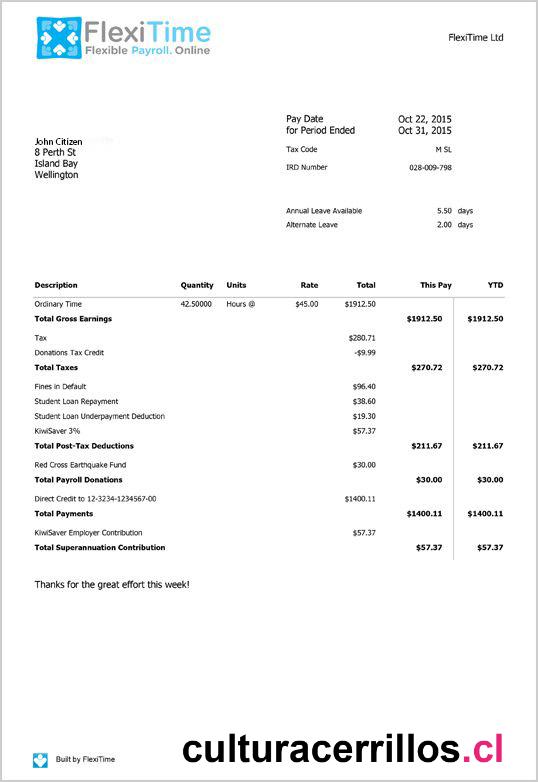 FlexiTime
Flexible Payroll. Online
FlexiTime Ltd
Pay Date Oct 22, 2015
for Period Ended Oct 31, 2015
Tax Code M SL
IRD Number 028-009-798
John Citizen
8 Perth St
Island Bay
Wellington
Annual Leave Available 5.50 days
Alternate Leave 2.00 days
Description Quantity Units Rate Total This Pay YTD
Ordinary Time 42.50000 Hours @ $45.00 $1912.50
Total Gross Earnings $1912.50 $1912.50
Tax $280.71
Donations Tax Credit -$9.99
Total Taxes $270.72 $270.72
Fines in Default $96.40
Student Loan Repayment $38.60
Student Loan Underpayment Deduction $19.30
KiwiSaver 3% $57.37
Total Post-Tax Deductions $211.67 $211.67
Red Cross Earthquake Fund $30.00
Total Payroll Donations $30.00 $30.00
Direct Credit to 12-3234-1234567-00 $1400.11
Total Payments $1400.11 $1400.11
KiwiSaver Employer Contribution $57.37
Total Superannuation Contribution $57.37 $57.37
Thanks for the great effort this week!
Built by FlexiTime
culturacerrillos.cl